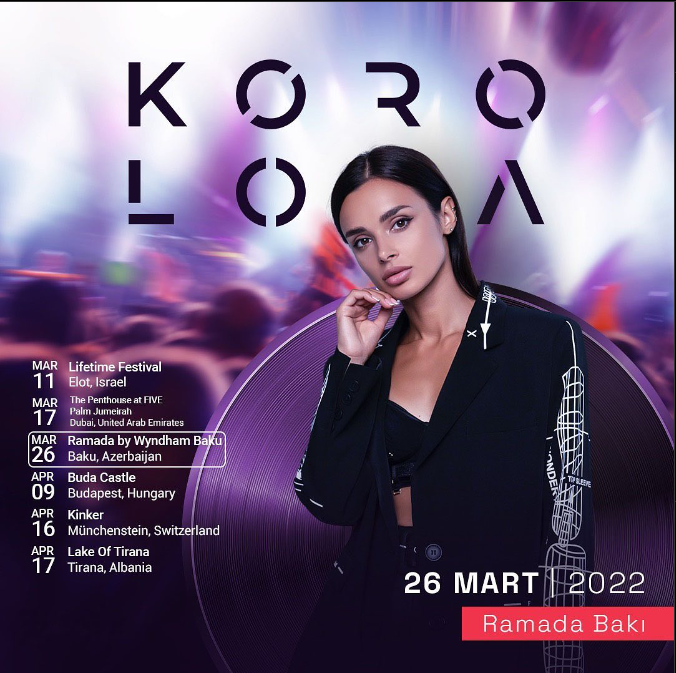 KORO
LOVA
MAR 11 Lifetime Festival
Elot, Israel
MAR 17 The Penthouse at FIVE
Palm Jumeirah
Dubai, United Arab Emirates
MAR 26 Ramada by Wyndham Baku
Baku, Azerbaijan
APR 09 Buda Castle
Budapest, Hungary
APR 16 Kinker
Münchenstein, Switzerland
APR 17 Lake Of Tirana
Tirana, Albania
26 MART | 2022
Ramada Bakı